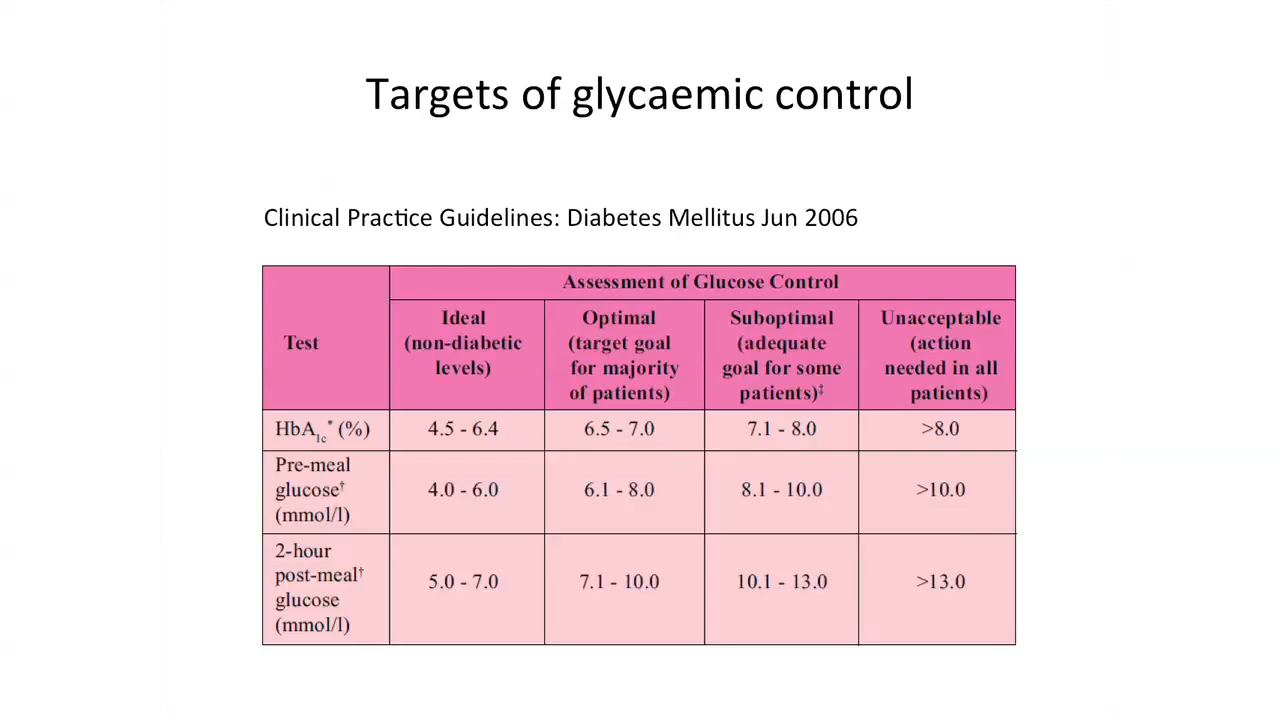 Targets of glycaemic control
Clinical Practice Guidelines: Diabetes Mellitus Jun 2006
Test
Assessment of Glucose Control
Ideal
(non-diabetic
levels)
Optimal
(target goal
for majority
of patients)
Suboptimal
(adequate
goal for some
patients)‡
Unacceptable
(action
needed in all
patients)
HbA1c* (%)
4.5 - 6.4
6.5 - 7.0
7.1 - 8.0
>8.0
Pre-meal
glucose†
(mmol/l)
4.0 - 6.0
6.1 - 8.0
8.1 - 10.0
>10.0
2-hour
post-meal†
glucose
(mmol/l)
5.0 - 7.0
7.1 - 10.0
10.1 - 13.0
>13.0